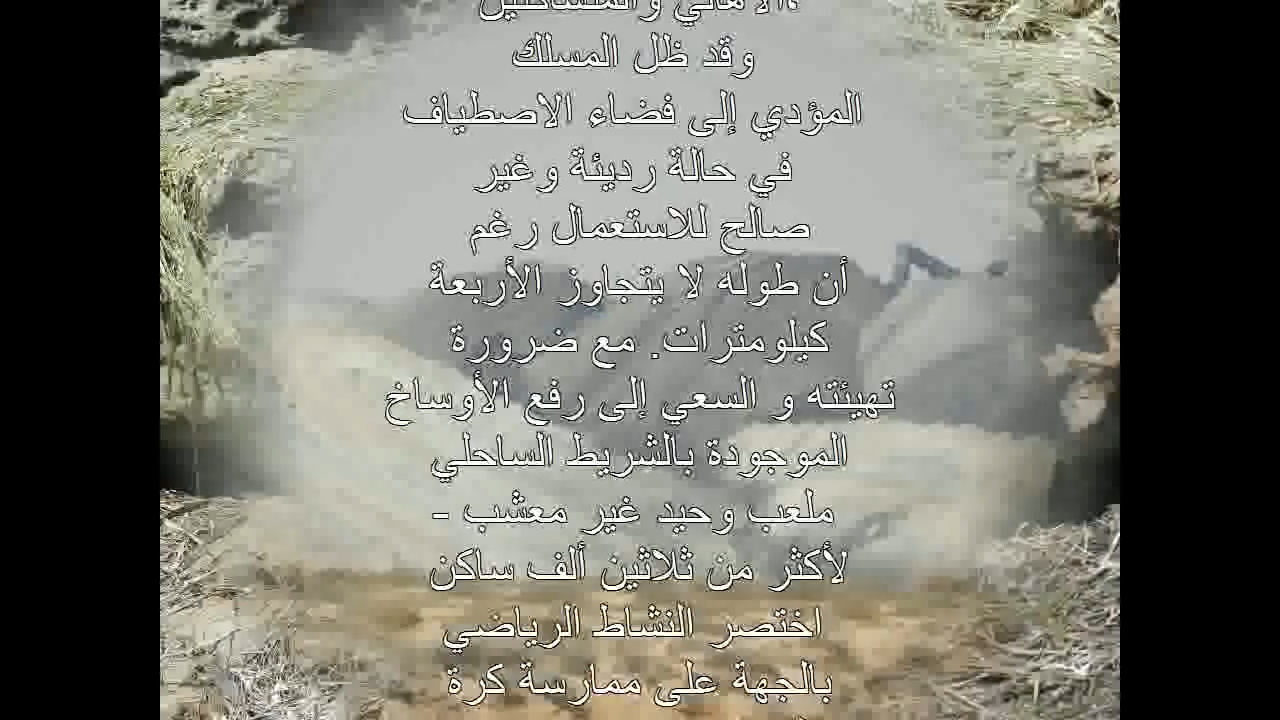 وقد ظل المسلك
المؤدي إلى فضاء الاصطياف
في حالة رديئة وغير
صالح للاستعمال رغم
أن طوله لا يتجاوز الأربعة
كيلومترات. مع ضرورة
تهيئته و السعي إلى رفع الأوساخ
الموجودة بالشريط الساحلي
ملعب وحيد غير معشب -
لأكثر من ثلاثين ألف ساكن
اختصر النشاط الرياضي
بالجهة على ممارسة كرة